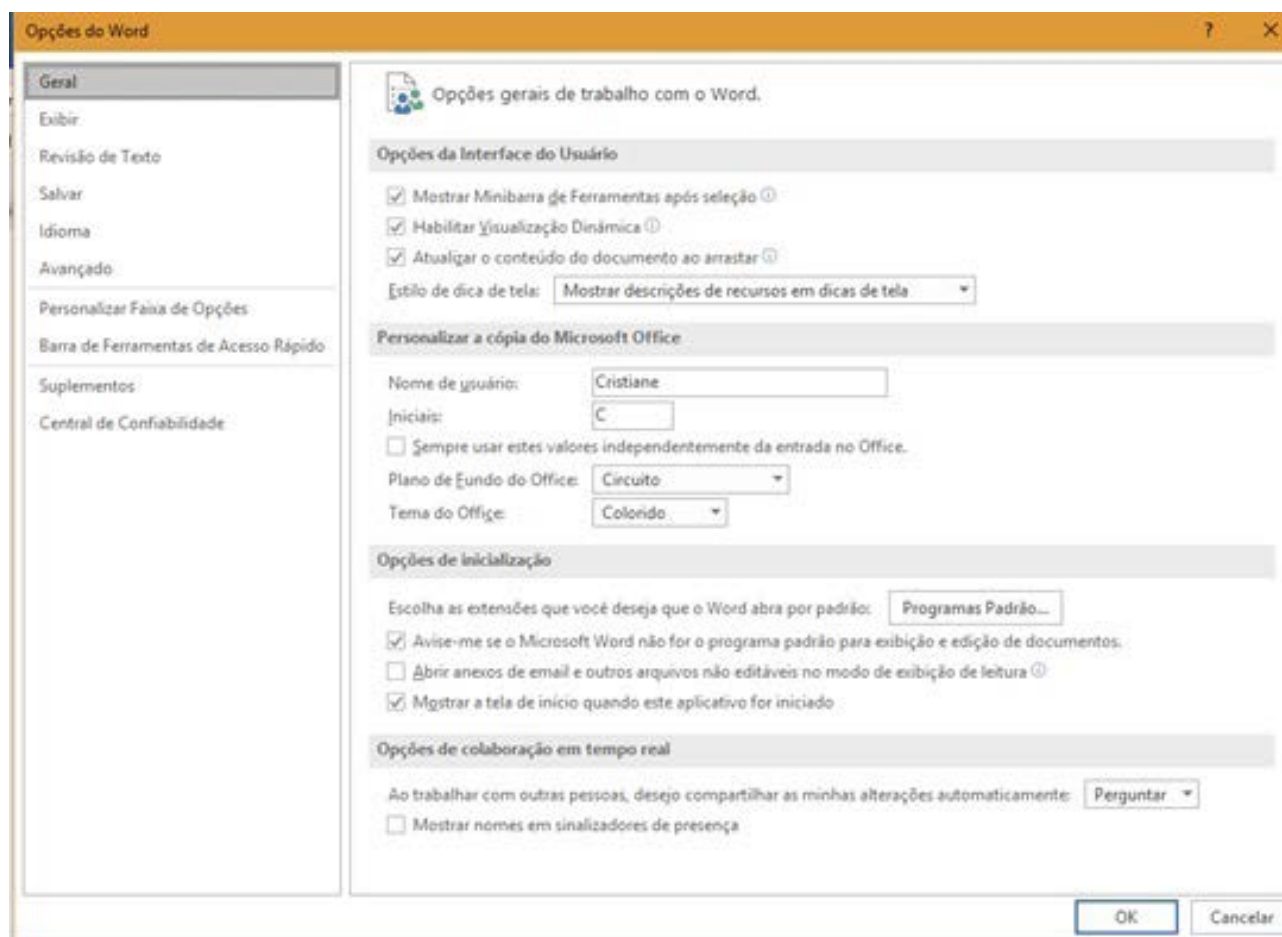 Opções do Word
Geral
Exibir
Revisão de Texto
Salvar
Idioma
Avançado
Personalizar Faixa de Opções
Barra de Ferramentas de Acesso Rápido
Suplementos
Central de Confiabilidade
Opções gerais de trabalho com o Word.
Opções da Interface do Usuário
Mostrar Minibarra de Ferramentas após seleção
Habilitar Visualização Dinâmica
Atualizar o conteúdo do documento ao arrastar
Estilo de dica de tela: Mostrar descrições de recursos em dicas de tela
Personalizar a cópia do Microsoft Office
Nome de usuário: Cristiane
Iniciais: C
Sempre usar estes valores independentemente da entrada no Office.
Plano de Fundo do Office: Circuito
Tema do Office: Colorido
Opções de inicialização
Escolha as extensões que você deseja que o Word abra por padrão: Programas Padrão...
Avise-me se o Microsoft Word não for o programa padrão para exibição e edição de documentos.
Abrir anexos de email e outros arquivos não editáveis no modo de exibição de leitura
Mostrar a tela de início quando este aplicativo for iniciado
Opções de colaboração em tempo real
Ao trabalhar com outras pessoas, desejo compartilhar as minhas alterações automaticamente: Perguntar
Mostrar nomes em sinalizadores de presença
OK Cancelar